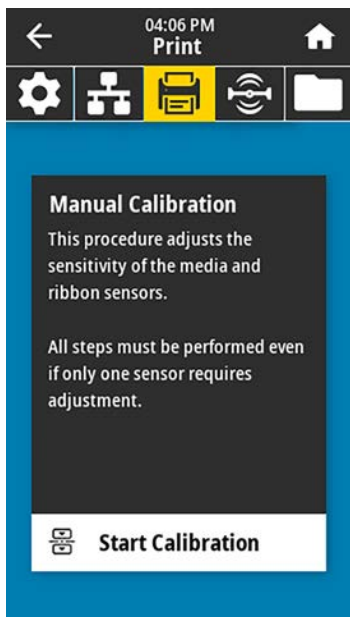 04:06 PM
Print
Manual Calibration
This procedure adjusts the
sensitivity of the media and
ribbon sensors.
All steps must be performed even
if only one sensor requires
adjustment.
Start Calibration